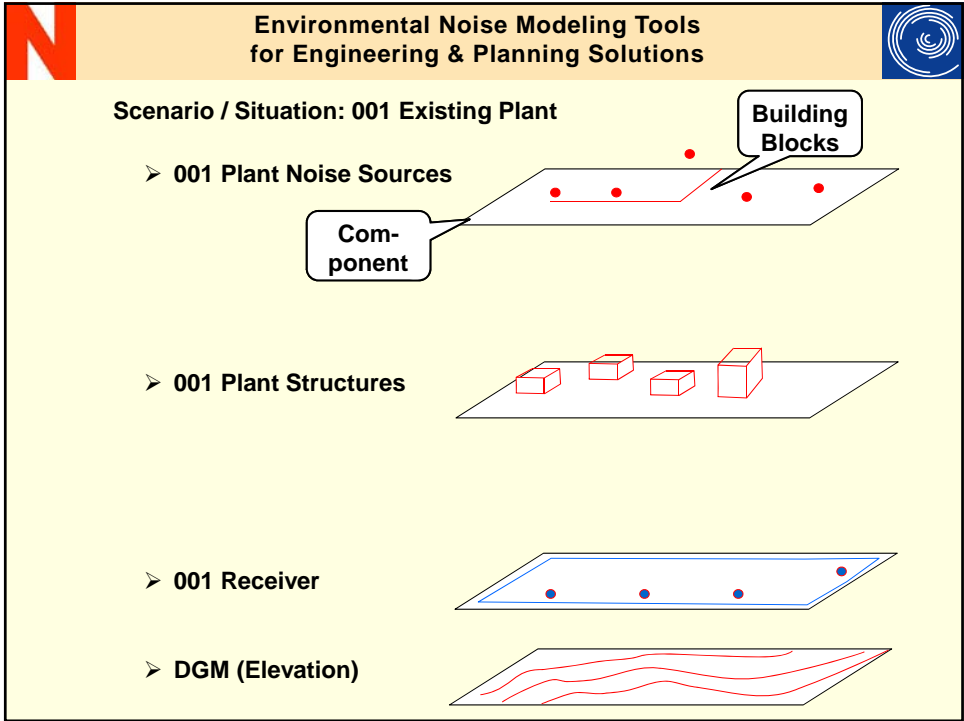 N
Environmental Noise Modeling Tools
for Engineering & Planning Solutions
Scenario / Situation: 001 Existing Plant
Building
Blocks
➢ 001 Plant Noise Sources
Com-
ponent
➢ 001 Plant Structures
➢ 001 Receiver
➢ DGM (Elevation)